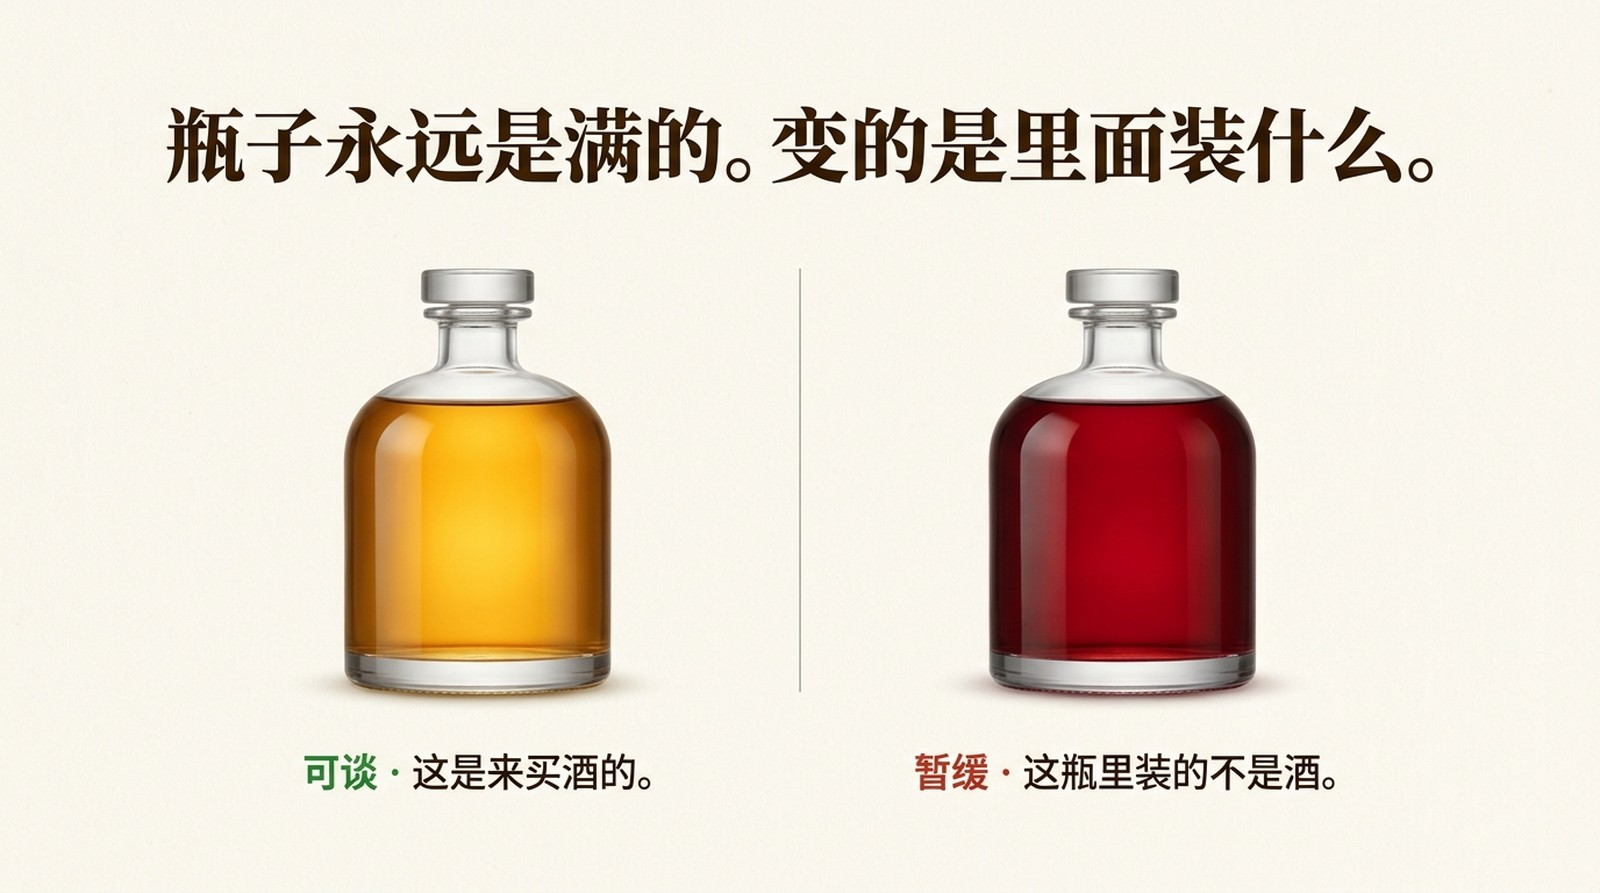 瓶子永远是满的。变的是里面装什么。
可谈 · 这是来买酒的。
暂缓 · 这瓶里装的不是酒。